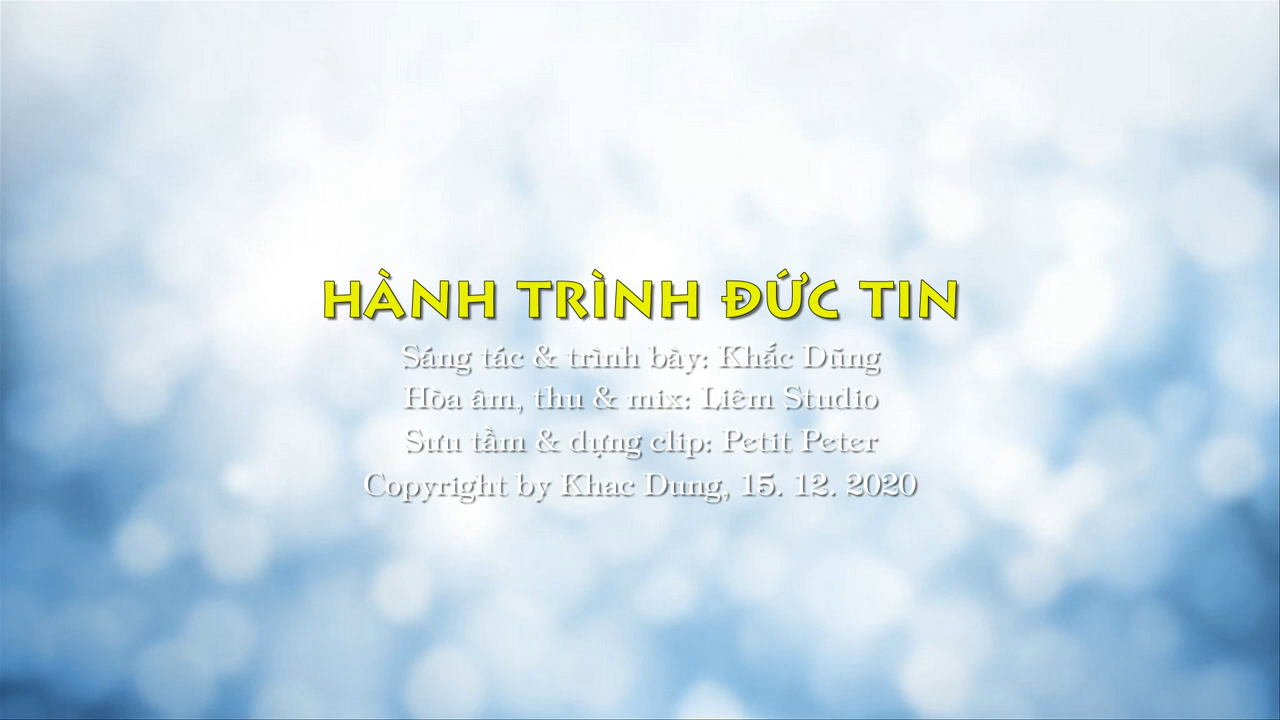 HÀNH TRÌNH ĐỨC TIN
Sáng tác & trình bày: Khắc Dũng
Hòa âm, thu & mix: Liêm Studio
Sưu tầm & dựng clip: Petit Peter
Copyright by Khac Dung, 15. 12. 2020